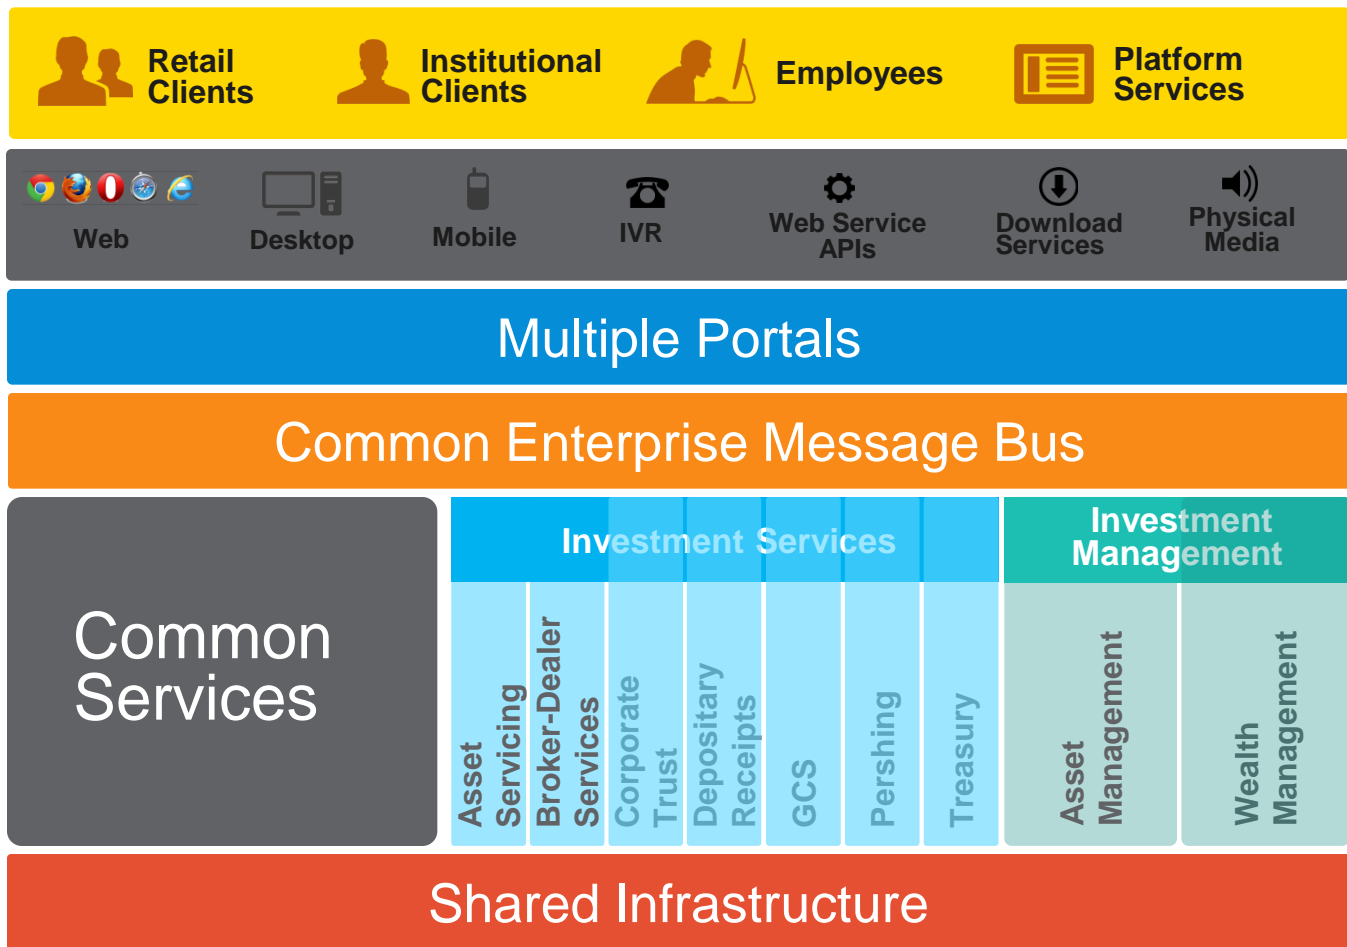 Retail
Clients
Institutional
Clients
Employees
Platform
Services
Web
Desktop
Mobile
IVR
Web Service
APIs
Download
Services
Physical
Media
Multiple Portals
Common Enterprise Message Bus
Common
Services
Investment Services
Asset
Servicing
Broker-Dealer
Services
Corporate
Trust
Depositary
Receipts
GCS
Pershing
Treasury
Investment
Management
Asset
Management
Wealth
Management
Shared Infrastructure